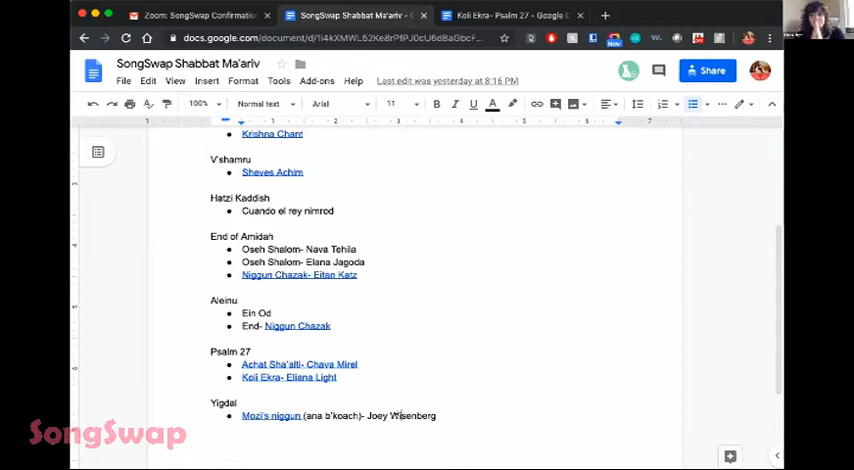 Zoom: SongSwap Confirmation
SongSwap Shabbat Ma'ariv - G
Koli Ekra- Psalm 27 - Google D
SongSwap Shabbat Ma'ariv
File Edit View Insert Format Tools Add-ons Help Last edit was yesterday at 8:16 PM
Share
100% Normal text Arial 11
Krishna Chant
V'shamru
Sheves Achim
Hatzi Kaddish
Cuando el rey nimrod
End of Amidah
Oseh Shalom- Nava Tehila
Oseh Shalom- Elana Jagoda
Niggun Chazak- Eitan Katz
Aleinu
Ein Od
End- Niggun Chazak
Psalm 27
Achat Sha'alti- Chava Mirel
Koli Ekra- Eliana Light
Yigdal
Mozi's niggun (ana b'koach)- Joey Wisenberg
SongSwap